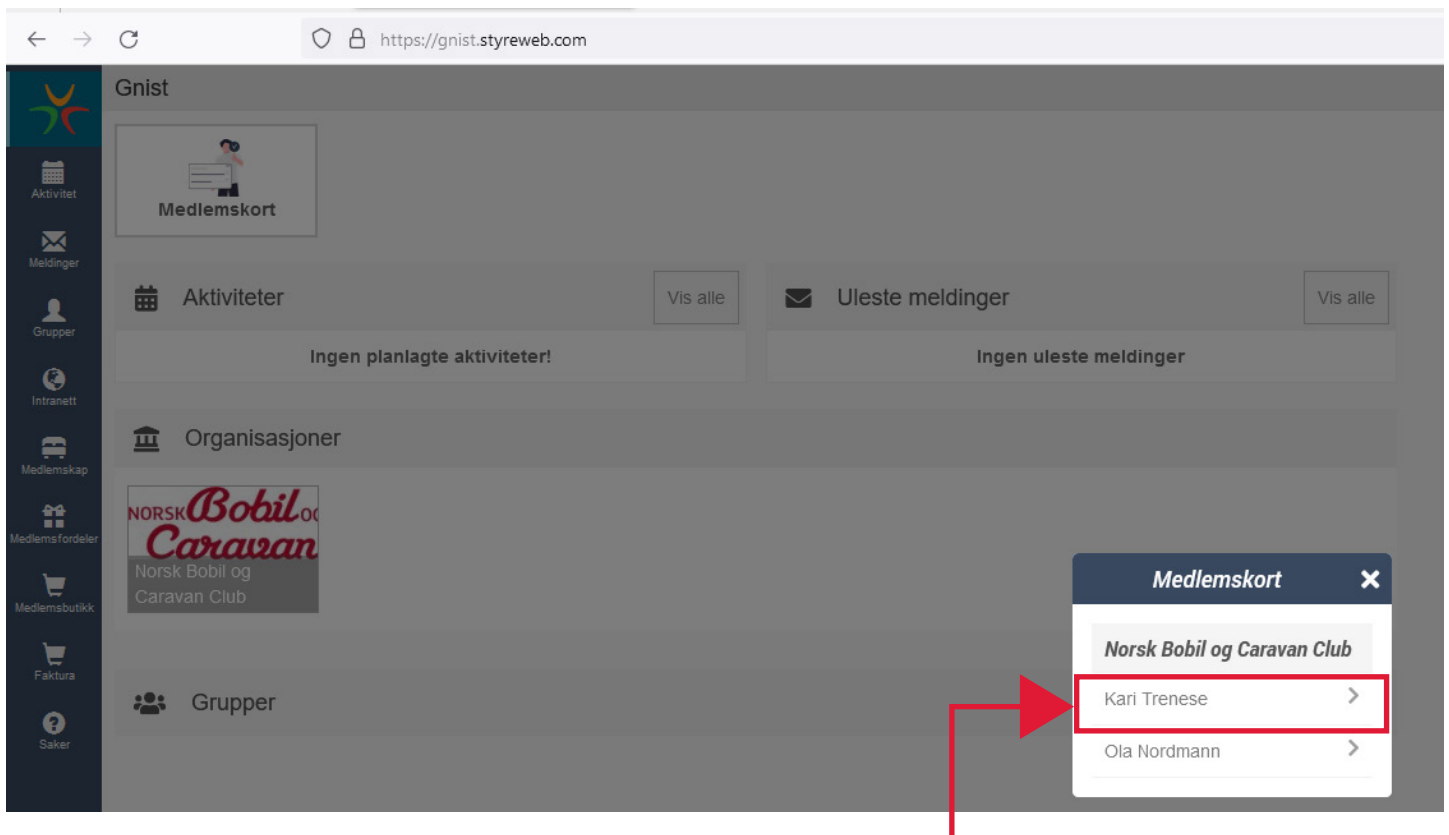 https://gnist.styreweb.com
Gnist
Medlemskort
Aktivitet
Meldinger
Grupper
Intranett
Medlemskap
Medlemsfordeler
Medlemsbutikk
Faktura
Saker
Aktiviteter
Vis alle
Uleste meldinger
Vis alle
Ingen planlagte aktiviteter!
Ingen uleste meldinger
Organisasjoner
NORSK Bobil OG
Caravan
Norsk Bobil og
Caravan Club
Grupper
Medlemskort
Norsk Bobil og Caravan Club
Kari Trenese
Ola Nordmann